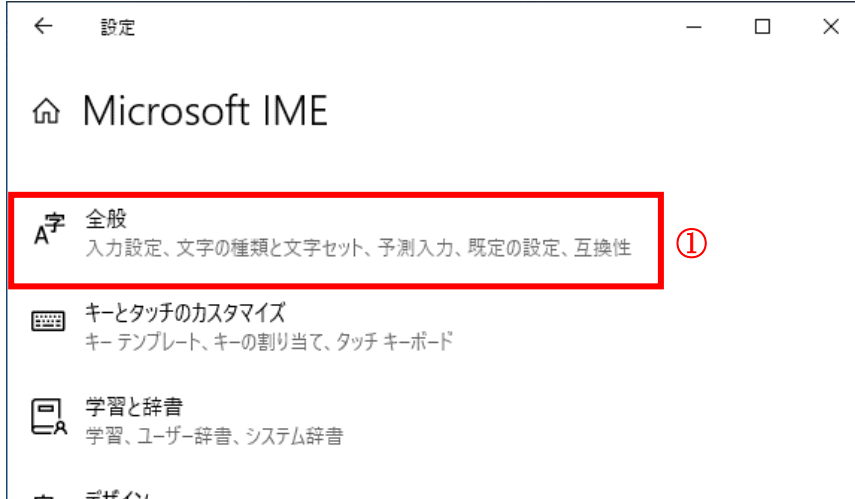 設定
Microsoft IME
全般
入力設定、文字の種類と文字セット、予測入力、既定の設定、互換性
①
キーとタッチのカスタマイズ
キー テンプレート、キーの割り当て、タッチ キーボード
学習と辞書
学習、ユーザー辞書、システム辞書
デザイン